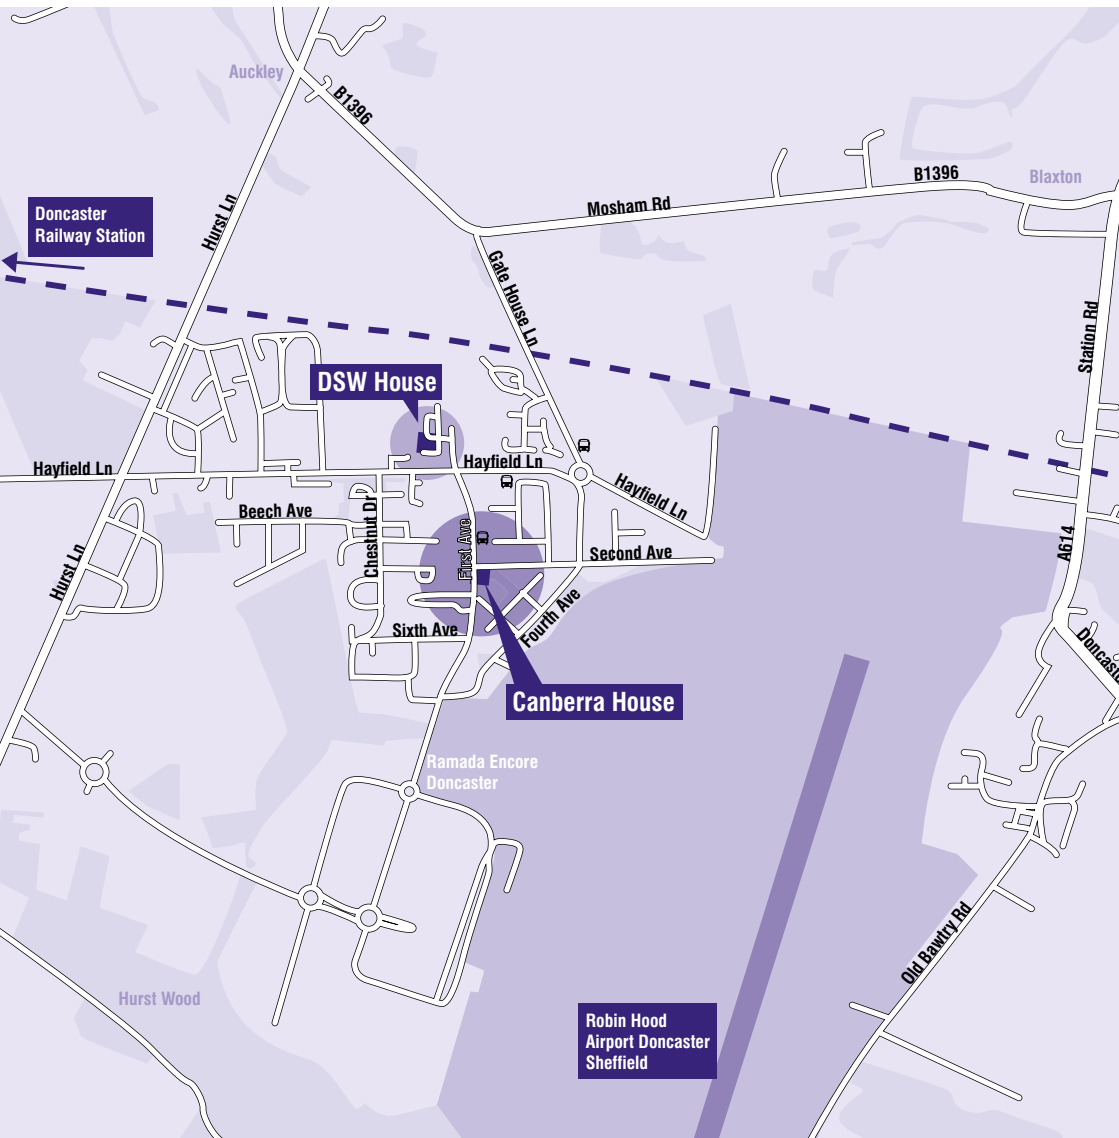 Auckley
B1396
B1396
Blaxton
Mosham Rd
Doncaster
Railway Station
Hurst Ln
Gate House Ln
Station Rd
DSW House
Hayfield Ln
Hayfield Ln
Hayfield Ln
Beech Ave
Chestnut Dr
First Ave
Second Ave
A614
Hurst Ln
Sixth Ave
Fourth Ave
Canberra House
Ramada Encore
Doncaster
Old Bawtry Rd
Hurst Wood
Robin Hood
Airport Doncaster
Sheffield